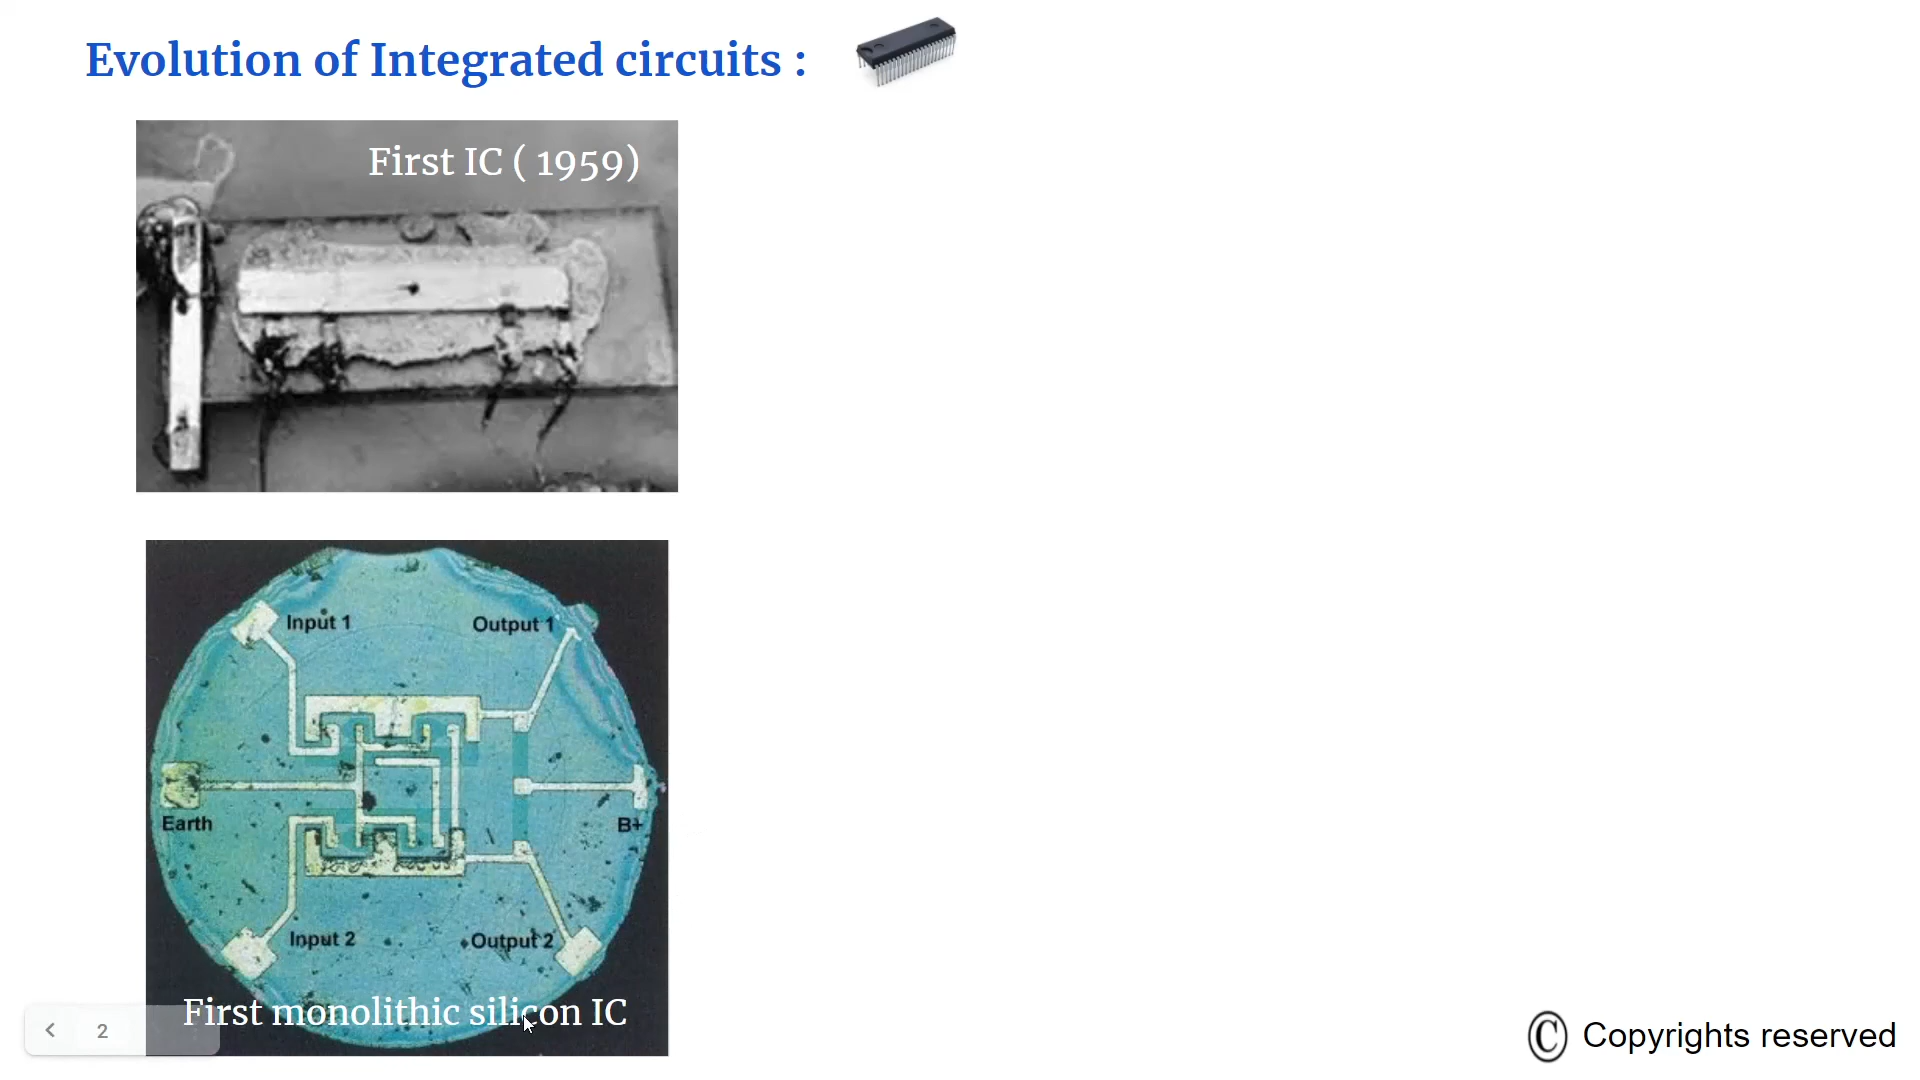 Evolution of Integrated circuits :
First IC ( 1959)
Input 1
Output 1
Earth
B+
Input 2
Output 2
First monolithic silicon IC
2
© Copyrights reserved